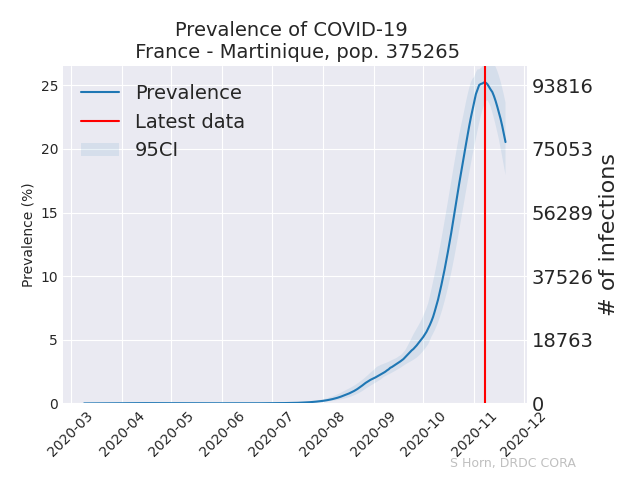 Prevalence of COVID-19
France - Martinique, pop. 375265
Prevalence
Latest data
95CI
Prevalence (%)
25
20
15
10
5
0
93816
75053
56289
37526
18763
0
# of infections
2020-03
2020-04
2020-05
2020-06
2020-07
2020-08
2020-09
2020-10
2020-11
2020-12
S Horn, DRDC CORA